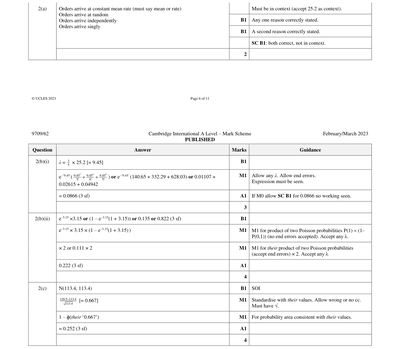 2(a) Orders arrive at constant mean rate (must say mean or rate)
Orders arrive at random
Orders arrive independently
Orders arrive singly
Must be in context (accept 25.2 as context).
B1 Any one reason correctly stated.
B1 A second reason correctly stated.
SC B1: both correct, not in context.
2
© UCLES 2023 Page 6 of 11
9709/62 Cambridge International A Level – Mark Scheme February/March 2023
PUBLISHED
Question Answer Marks Guidance
2(b)(i)
B1
M1 Allow any λ. Allow end errors.
Expression must be seen.
0.02615 + 0.04942
= 0.0866 (3 sf) A1 If M0 allow SC B1 for 0.0866 no working seen.
3
2(b)(ii) B1
M1 M1 for product of two Poisson probabilities P(1) × (1–
P(0,1)) (no end errors accepted). Accept any λ.
× 2 or 0.111 × 2 M1 M1 for their product of two Poisson probabilities
(accept end errors) × 2. Accept any λ
0.222 (3 sf) A1
4
2(c) N(113.4, 113.4) B1 SOI
[= 0.667] M1 Standardise with their values. Allow wrong or no cc.
Must have √.
1 – ϕ(their '0.667') M1 For probability area consistent with their values.
= 0.252 (3 sf) A1
4